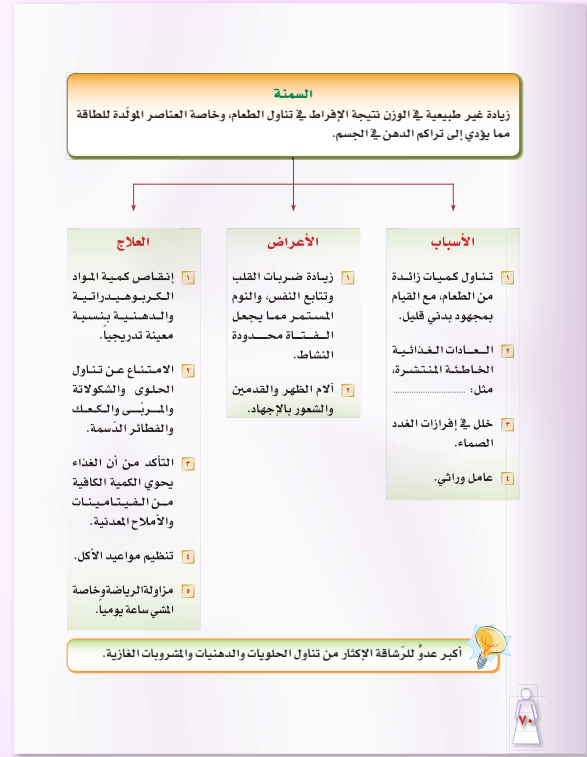 السمنة
زيادة غير طبيعية في الوزن نتيجة الإفراط في تناول الطعام، وخاصة العناصر المولّدة للطاقة
مما يؤدي إلى تراكم الدهن في الجسم.
الأسباب
١ تناول كميات زائدة
من الطعام، مع القيام
بمجهود بدني قليل.
٢ العادات الغذائية
الخاطئة المنتشرة،
مثل: ..............................
٣ خلل في إفرازات الغدد
الصماء.
٤ عامل وراثي.
الأعراض
١ زيادة ضربات القلب
وتتابع النفس، والنوم
المستمر مما يجعل
الفتاة محدودة
النشاط.
٢ آلام الظهر والقدمين
والشعور بالإجهاد.
العلاج
١ إنقاص كمية المواد
الكربوهيدراتية
والدهنية بنسبة
معينة تدريجياً.
٢ الامتناع عن تناول
الحلوى والشكولاتة
والمربّى والكعك
والفطائر الدّسمة.
٣ التأكد من أن الغذاء
يحوي الكمية الكافية
من الفيتامينات
والأملاح المعدنية.
٤ تنظيم مواعيد الأكل.
٥ مزاولة الرياضة وخاصة
المشي ساعة يومياً.
أكبر عدوٍّ للرّشاقة الإكثار من تناول الحلويات والدهنيات والمشروبات الغازية.
٧٠